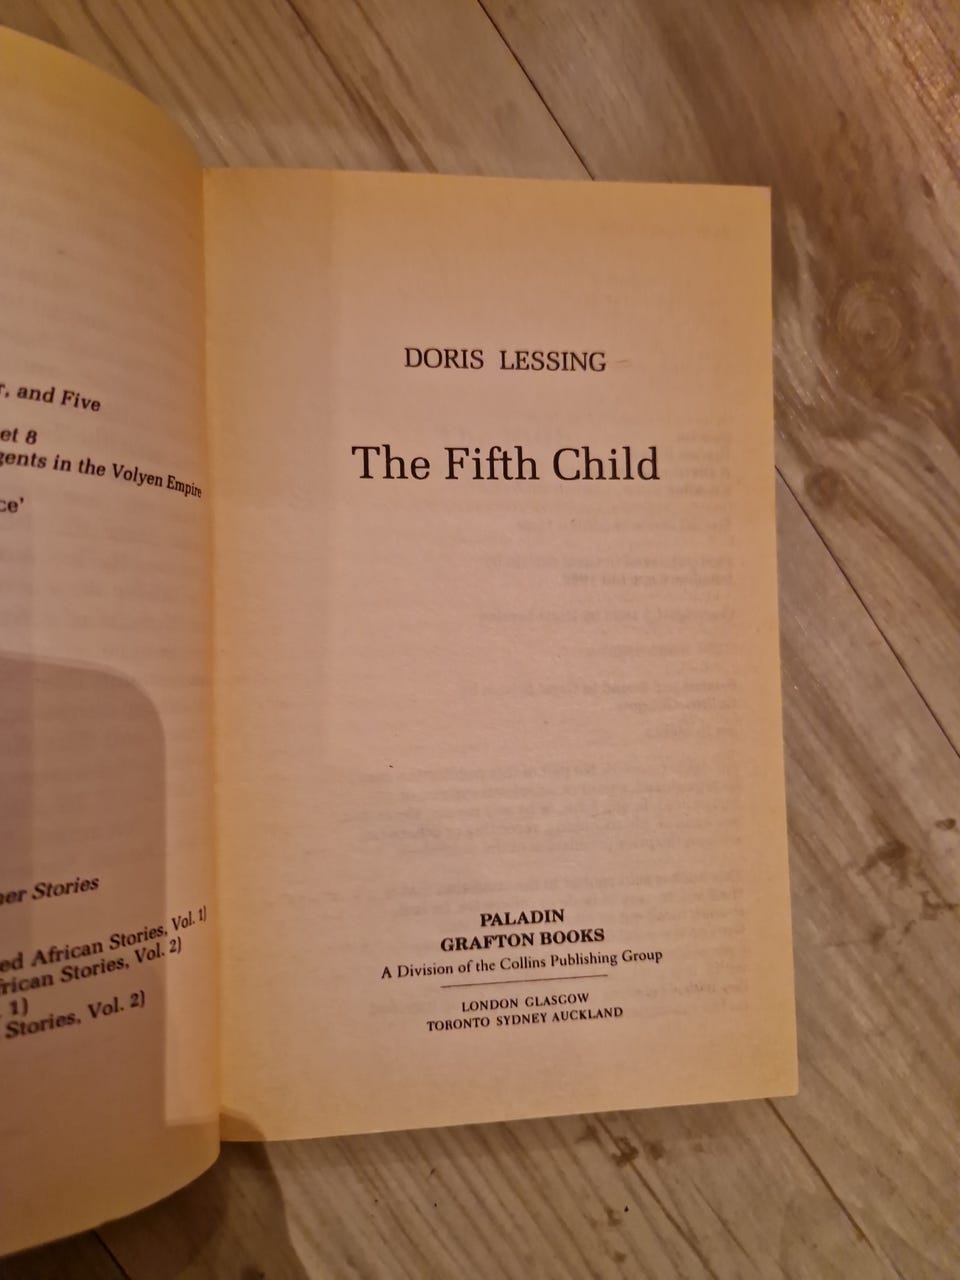 r, and Five
et 8
gents in the Volyen Empire
ce'
ner Stories
ed African Stories, Vol. 1)
frican Stories, Vol. 2)
. 1)
Stories, Vol. 2)
DORIS LESSING
The Fifth Child
PALADIN
GRAFTON BOOKS
A Division of the Collins Publishing Group
LONDON GLASGOW
TORONTO SYDNEY AUCKLAND